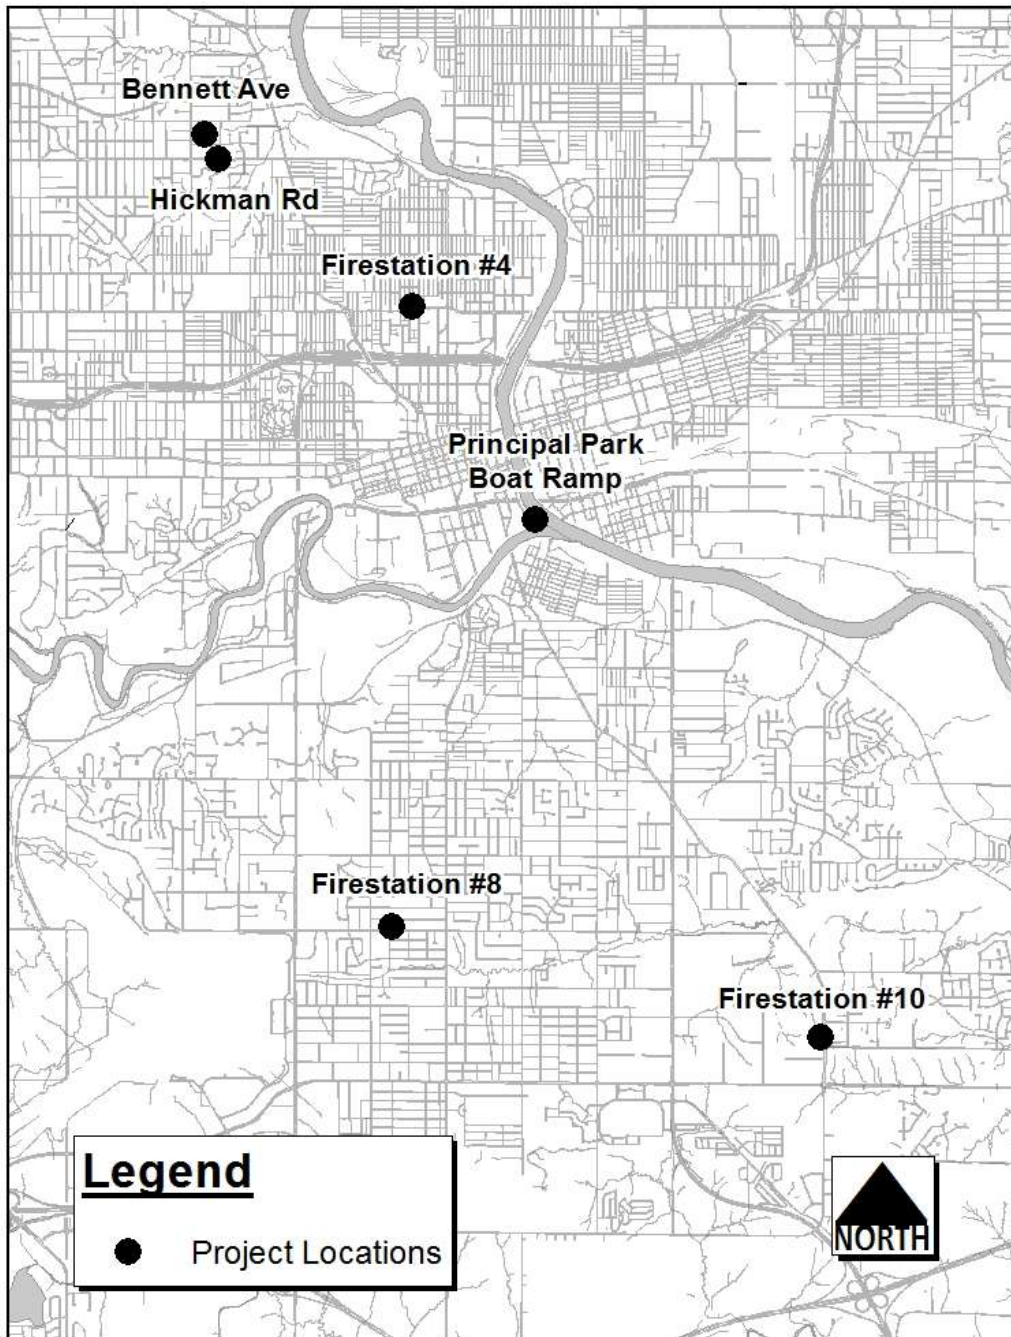 Bennett Ave
Hickman Rd
Firestation #4
Principal Park
Boat Ramp
Firestation #8
Firestation #10
Legend
Project Locations
NORTH